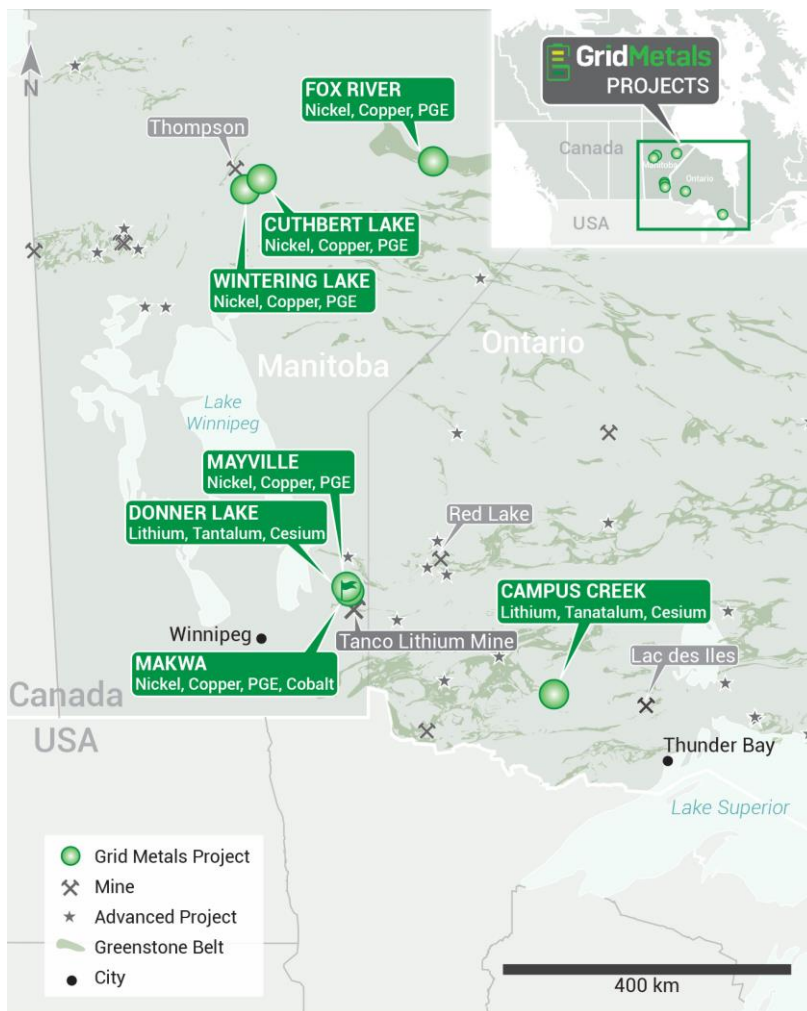 GridMetals
PROJECTS
Canada
Manitoba
Ontario
USA
N
FOX RIVER
Nickel, Copper, PGE
Thompson
CUTHBERT LAKE
Nickel, Copper, PGE
WINTERING LAKE
Nickel, Copper, PGE
Manitoba
Ontario
Lake
Winnipeg
MAYVILLE
Nickel, Copper, PGE
DONNER LAKE
Lithium, Tantalum, Cesium
Red Lake
CAMPUS CREEK
Lithium, Tanatalum, Cesium
Winnipeg
Tanco Lithium Mine
MAKWA
Nickel, Copper, PGE, Cobalt
Lac des Iles
Canada
USA
Thunder Bay
Lake Superior
Grid Metals Project
Mine
Advanced Project
Greenstone Belt
City
400 km